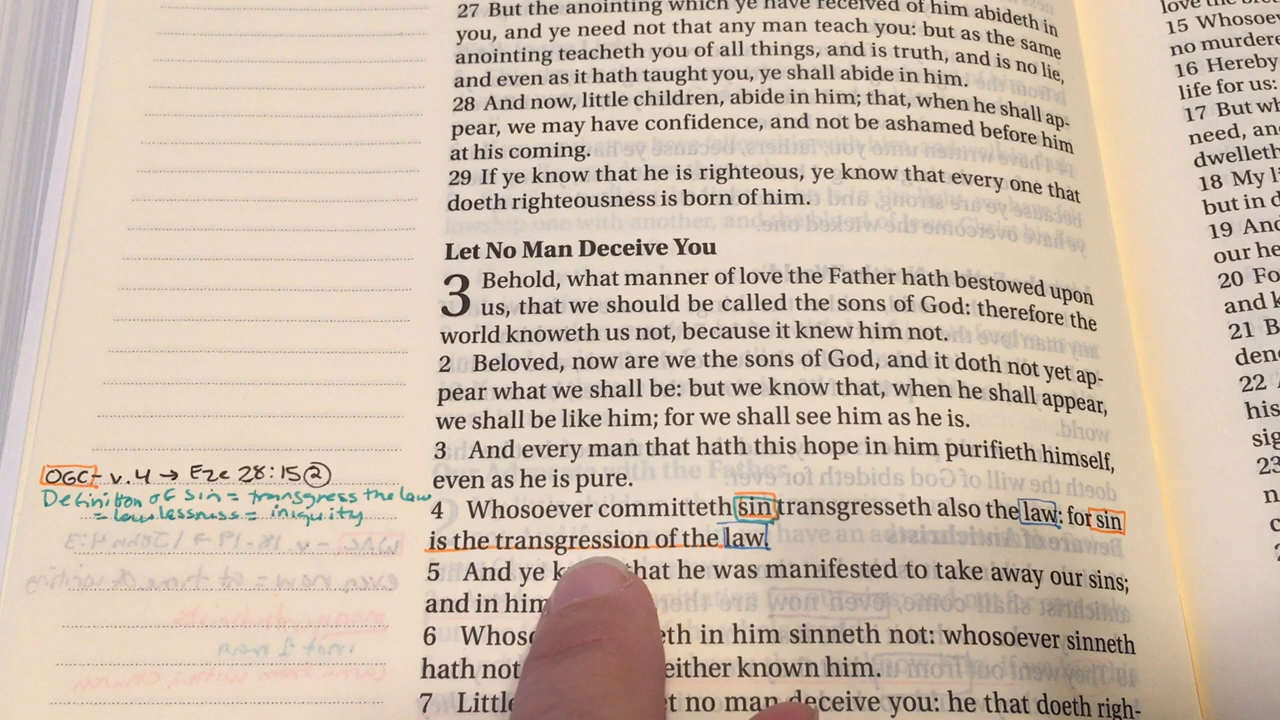 27 But the anointing which ye have received of him abideth in
you, and ye need not that any man teach you: but as the same
anointing teacheth you of all things, and is truth, and is no lie,
and even as it hath taught you, ye shall abide in him.
28 And now, little children, abide in him; that, when he shall ap-
pear, we may have confidence, and not be ashamed before him
at his coming.
29 If ye know that he is righteous, ye know that every one that
doeth righteousness is born of him.
Let No Man Deceive You
3 Behold, what manner of love the Father hath bestowed upon
us, that we should be called the sons of God: therefore the
world knoweth us not, because it knew him not.
2 Beloved, now are we the sons of God, and it doth not yet ap-
pear what we shall be: but we know that, when he shall appear,
we shall be like him; for we shall see him as he is.
3 And every man that hath this hope in him purifieth himself,
even as he is pure.
4 Whosoever committeth sin transgresseth also the law: for sin
is the transgression of the law.
5 And ye that he was manifested to take away our sins;
and in him
6 in him sinneth not: whosoever sinneth
hath not neither known him.
7 no man deceive you: he that doeth righ-
OGC - v.4 → Eze 28:15 ②
Definition of sin = transgress the law
= lawlessness = iniquity
15
no murdere
16 Hereby
life for us:
17 But
need,
dwelleth
18 My
but in
19
our
20
and
21
22
his
23